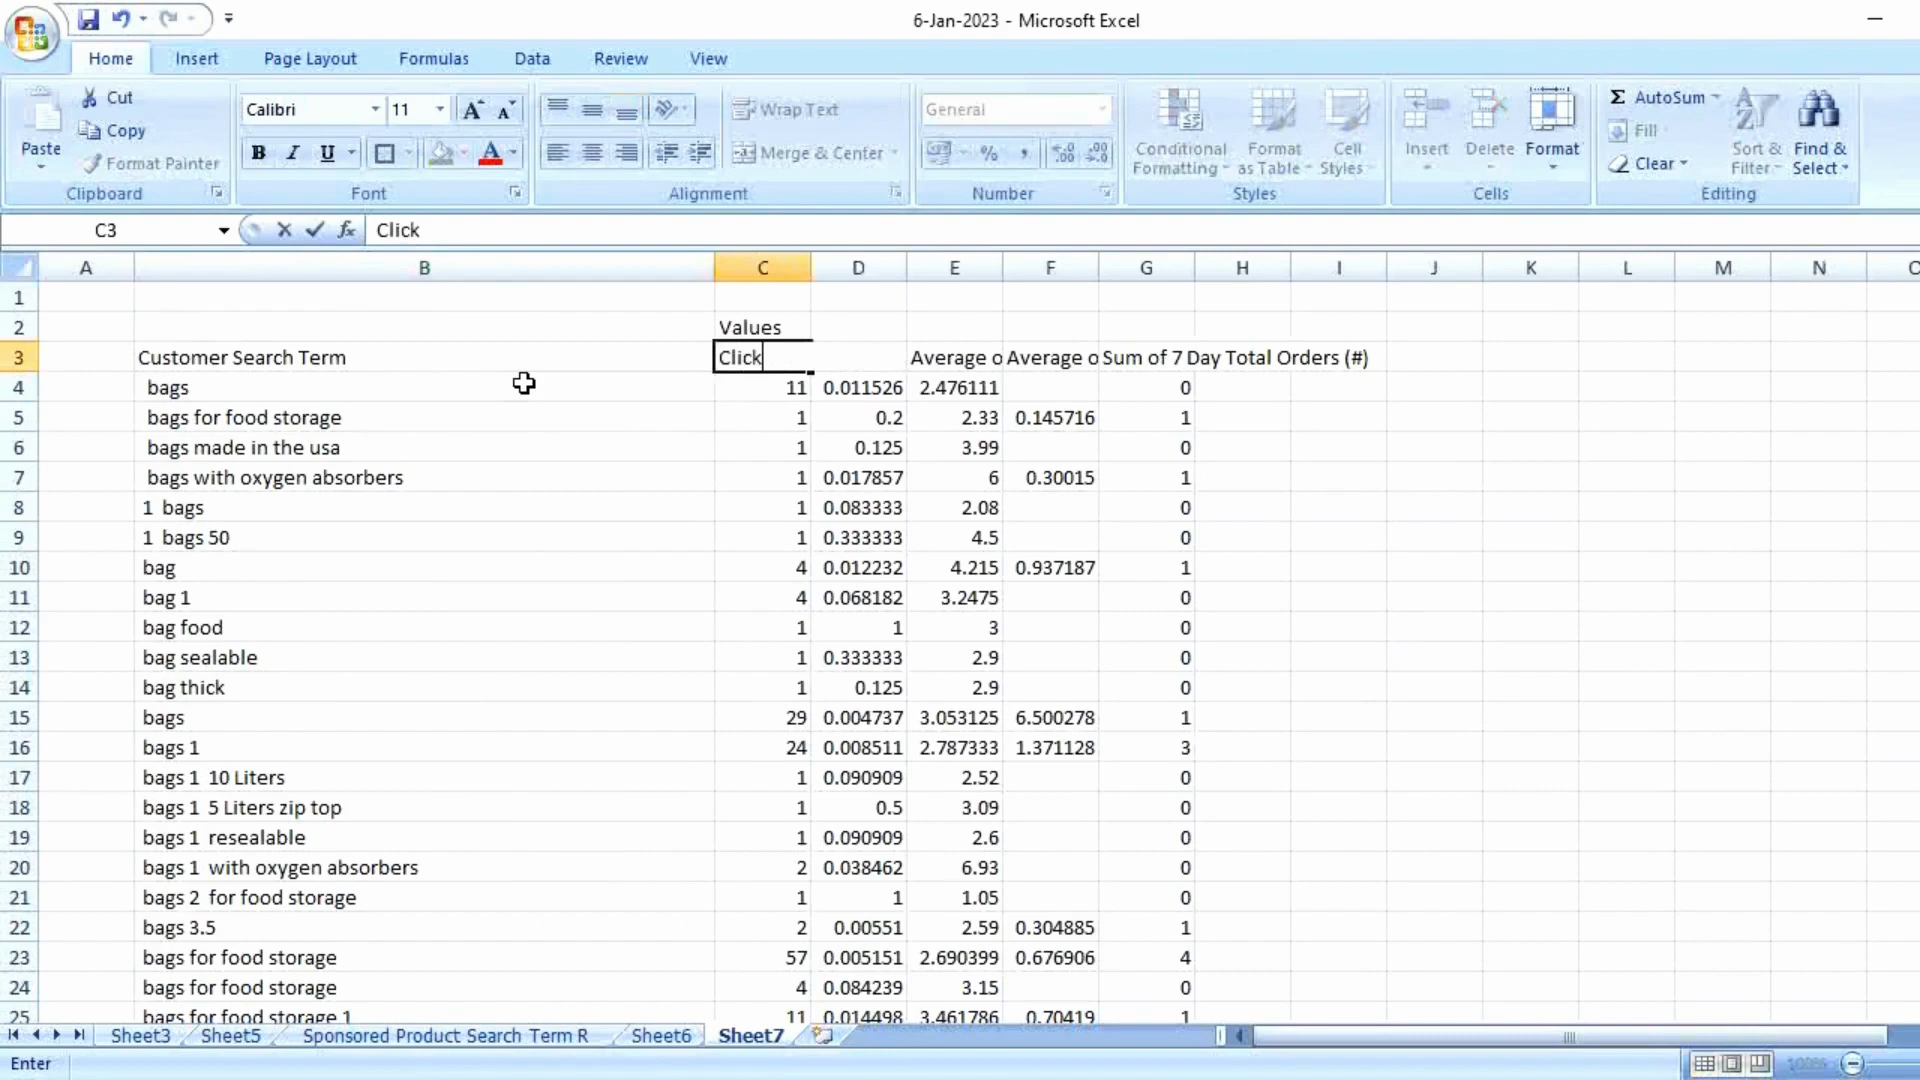 6-Jan-2023 - Microsoft Excel
Home Insert Page Layout Formulas Data Review View
Paste Cut Copy Format Painter Clipboard
Calibri 11 B I U A Font
Wrap Text Merge & Center Alignment
General % , Number
Conditional Formatting Format as Table Cell Styles Styles
Insert Delete Format Cells
Σ AutoSum Fill Clear Sort & Filter Find & Select Editing
C3 fx Click
A B C D E F G H I J K L M N O
1
2 Values
3 Customer Search Term Click Average o Average o Sum of 7 Day Total Orders (#)
4 bags 11 0.011526 2.476111 0
5 bags for food storage 1 0.2 2.33 0.145716 1
6 bags made in the usa 1 0.125 3.99 0
7 bags with oxygen absorbers 1 0.017857 6 0.30015 1
8 1 bags 1 0.083333 2.08 0
9 1 bags 50 1 0.333333 4.5 0
10 bag 4 0.012232 4.215 0.937187 1
11 bag 1 4 0.068182 3.2475 0
12 bag food 1 1 3 0
13 bag sealable 1 0.333333 2.9 0
14 bag thick 1 0.125 2.9 0
15 bags 29 0.004737 3.053125 6.500278 1
16 bags 1 24 0.008511 2.787333 1.371128 3
17 bags 1 10 Liters 1 0.090909 2.52 0
18 bags 1 5 Liters zip top 1 0.5 3.09 0
19 bags 1 resealable 1 0.090909 2.6 0
20 bags 1 with oxygen absorbers 2 0.038462 6.93 0
21 bags 2 for food storage 1 1 1.05 0
22 bags 3.5 2 0.00551 2.59 0.304885 1
23 bags for food storage 57 0.005151 2.690399 0.676906 4
24 bags for food storage 4 0.084239 3.15 0
25 bags for food storage 1 11 0.014498 3.461786 0.70419 1
Sheet3 Sheet5 Sponsored Product Search Term R Sheet6 Sheet7
Enter 100%